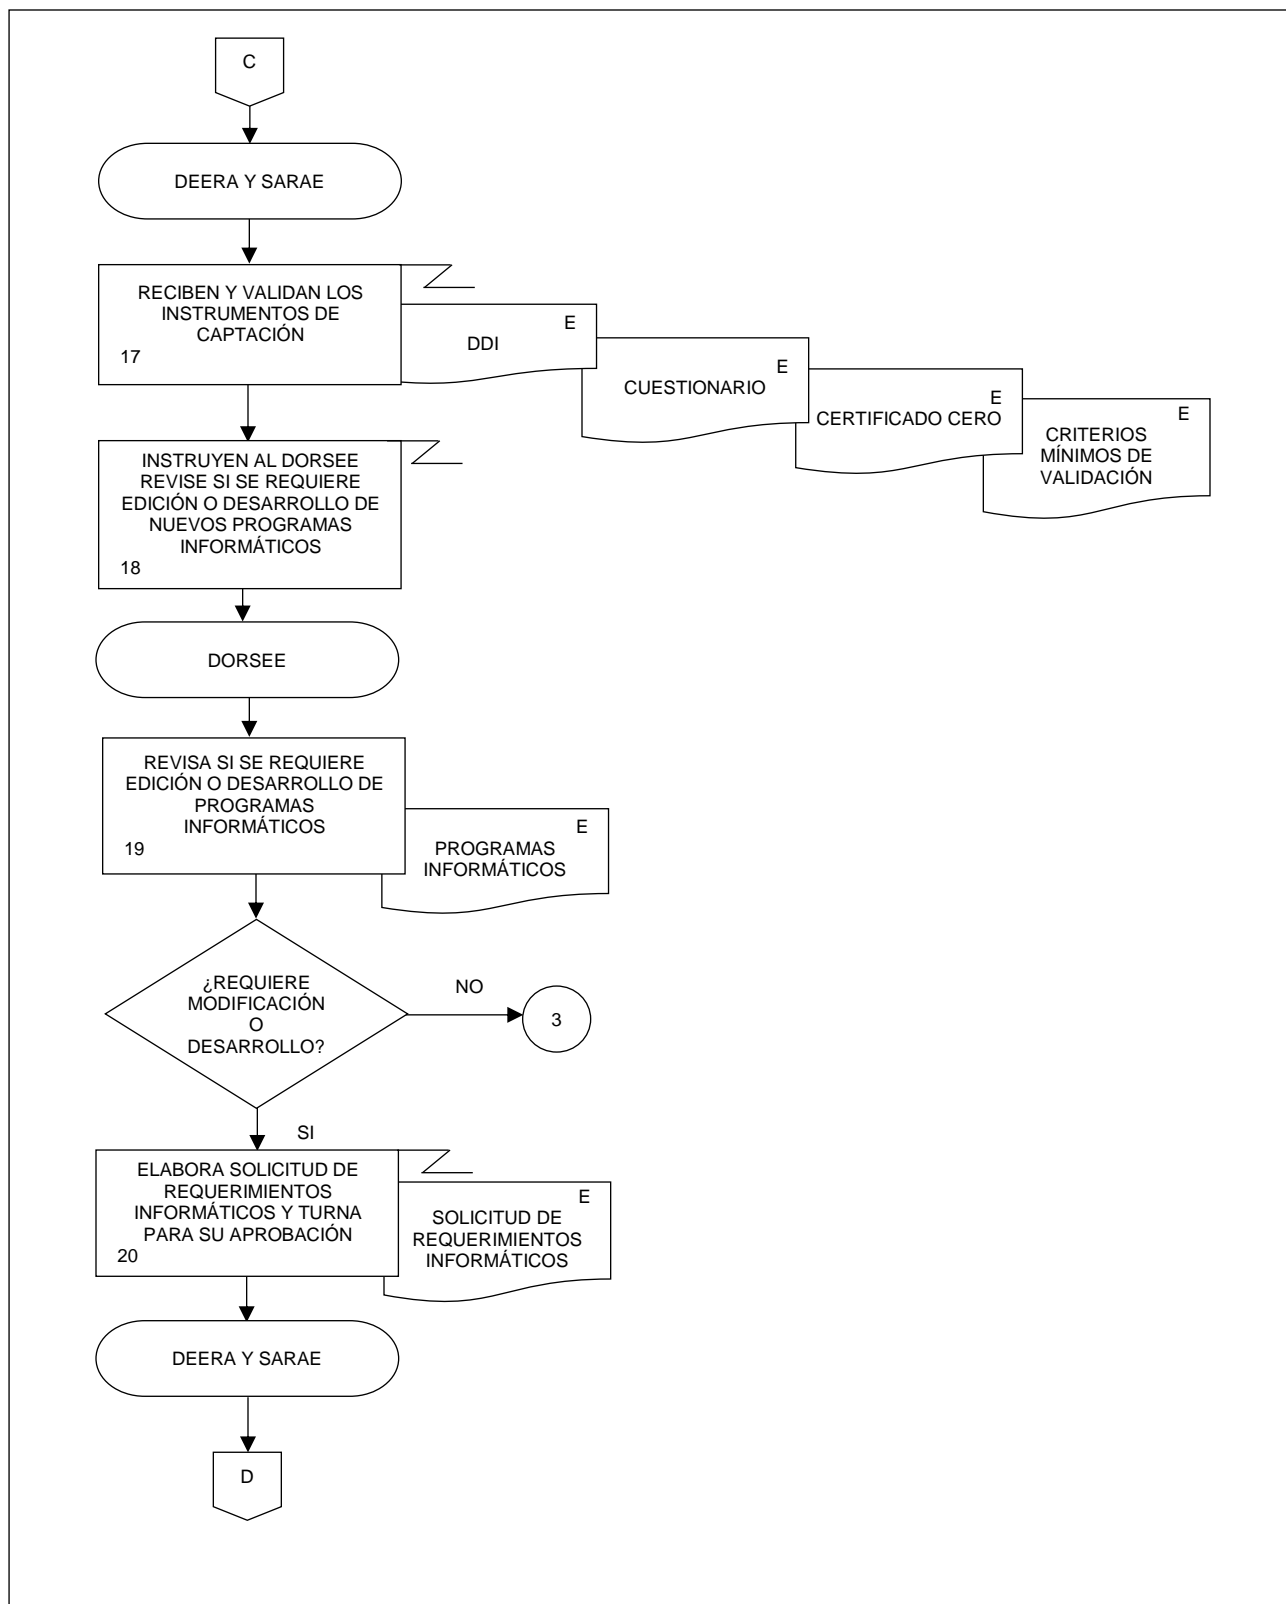 C
DEERA Y SARAE
RECIBEN Y VALIDAN LOS
INSTRUMENTOS DE
CAPTACIÓN
17
E
DDI
E
CUESTIONARIO
E
CERTIFICADO CERO
E
CRITERIOS
MÍNIMOS DE
VALIDACIÓN
INSTRUYEN AL DORSEE
REVISE SI SE REQUIERE
EDICIÓN O DESARROLLO DE
NUEVOS PROGRAMAS
INFORMÁTICOS
18
DORSEE
REVISA SI SE REQUIERE
EDICIÓN O DESARROLLO DE
PROGRAMAS
INFORMÁTICOS
19
E
PROGRAMAS
INFORMÁTICOS
¿REQUIERE
MODIFICACIÓN
O
DESARROLLO?
NO
3
SI
ELABORA SOLICITUD DE
REQUERIMIENTOS
INFORMÁTICOS Y TURNA
PARA SU APROBACIÓN
20
E
SOLICITUD DE
REQUERIMIENTOS
INFORMÁTICOS
DEERA Y SARAE
D